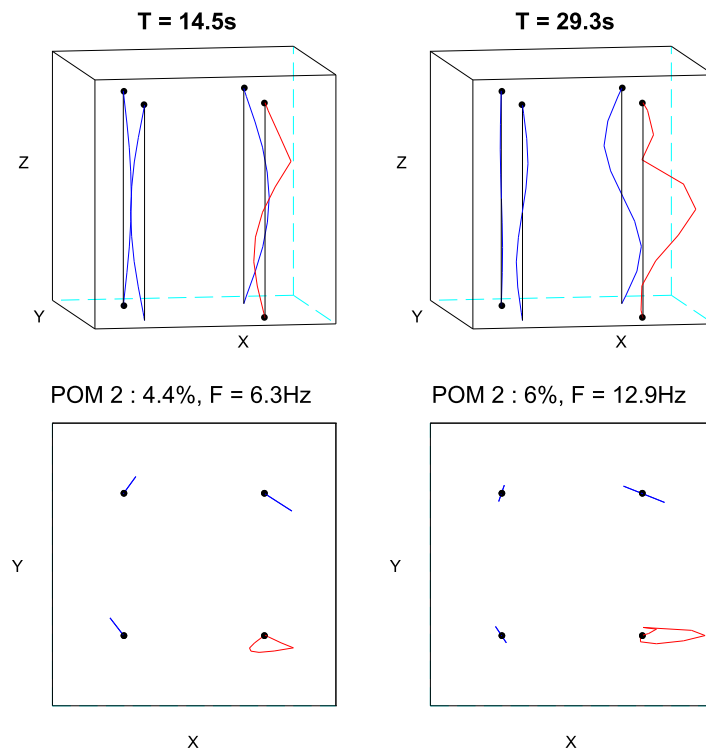 T = 14.5s
T = 29.3s
Z
Z
Y
Y
X
X
POM 2 : 4.4%, F = 6.3Hz
POM 2 : 6%, F = 12.9Hz
Y
Y
X
X